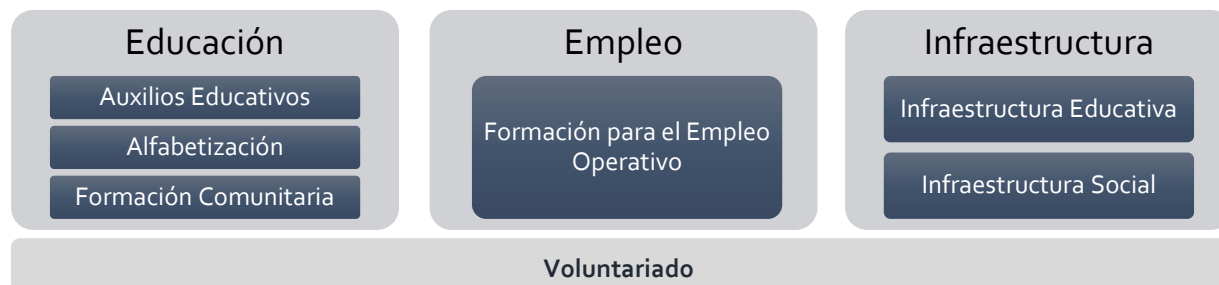 Educación
Auxilios Educativos
Alfabetización
Formación Comunitaria
Empleo
Formación para el Empleo
Operativo
Infraestructura
Infraestructura Educativa
Infraestructura Social
Voluntariado